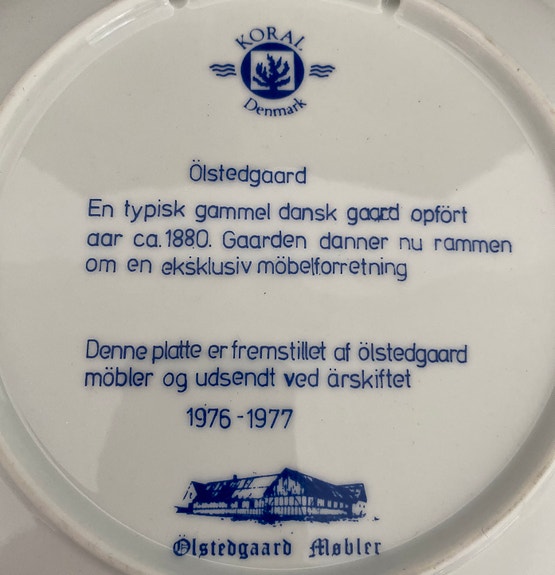 KORAL
Denmark
Ölstedgaard
En typisk gammel dansk gaard opfört
aar ca.1880. Gaarden danner nu rammen
om en eksklusiv möbelforretning
Denne platte er fremstillet af ölstedgaard
möbler og udsendt ved ärskiftet
1976-1977
Ølstedgaard Møbler